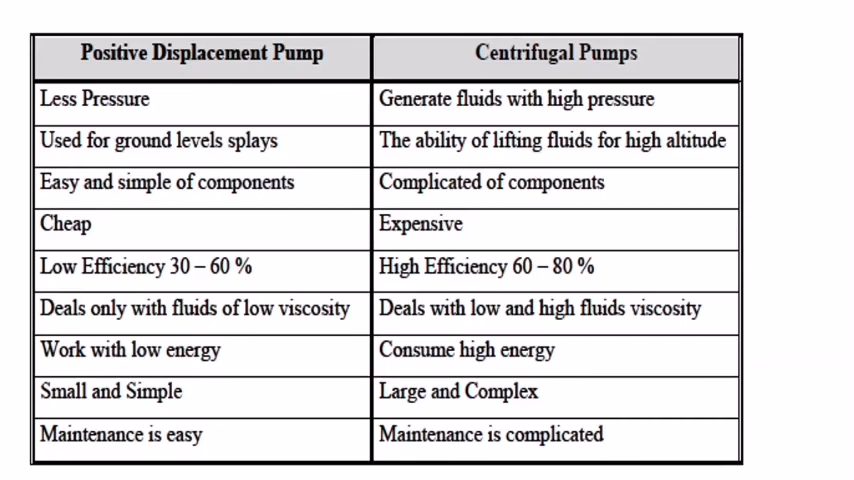 Positive Displacement Pump Centrifugal Pumps
Less Pressure Generate fluids with high pressure
Used for ground levels splays The ability of lifting fluids for high altitude
Easy and simple of components Complicated of components
Cheap Expensive
Low Efficiency 30 – 60 % High Efficiency 60 – 80 %
Deals only with fluids of low viscosity Deals with low and high fluids viscosity
Work with low energy Consume high energy
Small and Simple Large and Complex
Maintenance is easy Maintenance is complicated